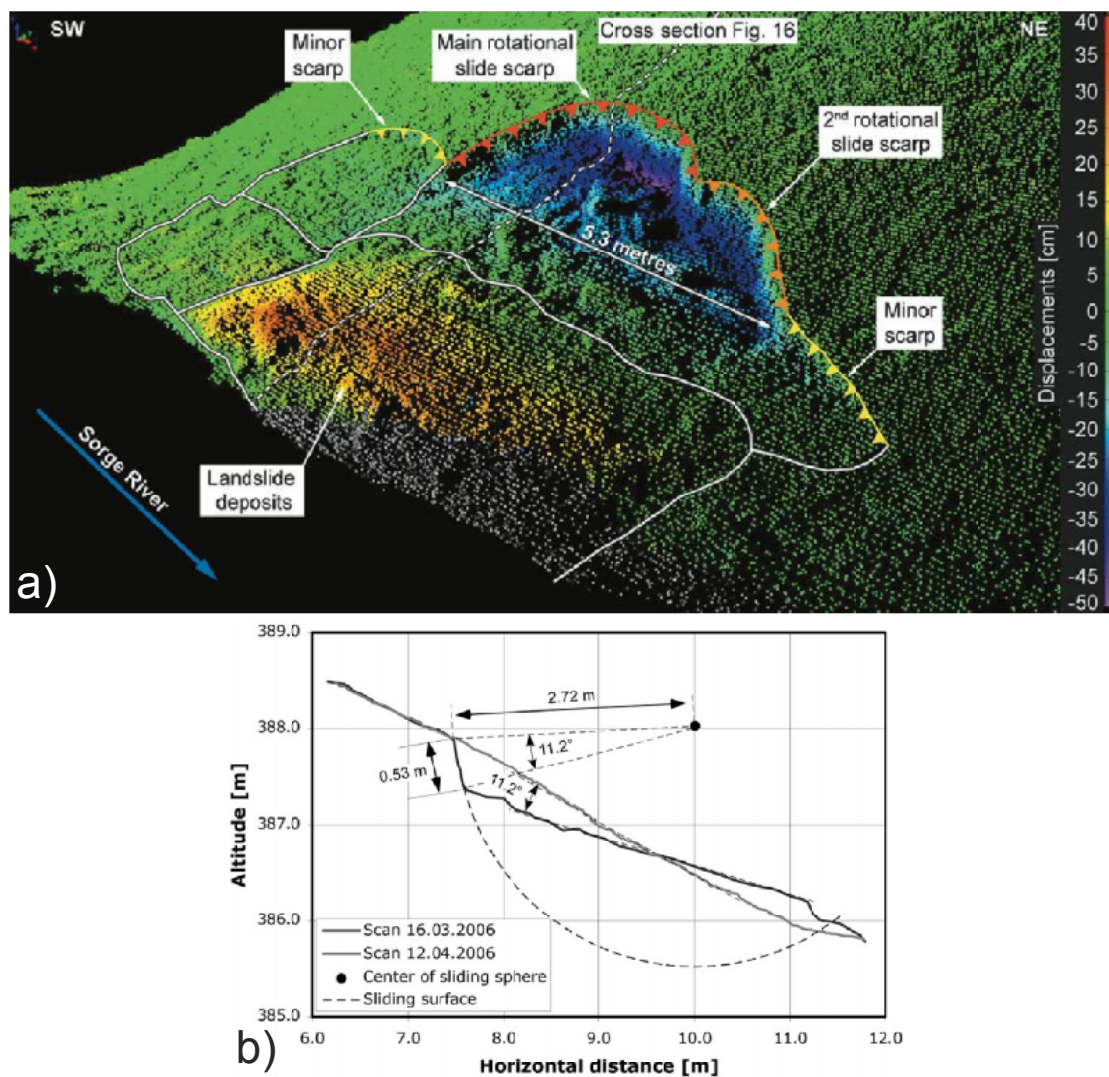 SW
Minor
scarp
Main rotational
slide scarp
Cross section Fig. 16
NE
2nd rotational
slide scarp
5.3 metres
Minor
scarp
Landslide
deposits
Sorge River
Displacements [cm]
40
35
30
25
20
15
10
5
0
-5
-10
-15
-20
-25
-30
-35
-40
-45
-50
a)
389.0
388.0
387.0
386.0
385.0
Altitude [m]
2.72 m
11.2°
0.53 m
11.2°
Scan 16.03.2006
Scan 12.04.2006
Center of sliding sphere
Sliding surface
6.0 7.0 8.0 9.0 10.0 11.0 12.0
Horizontal distance [m]
b)